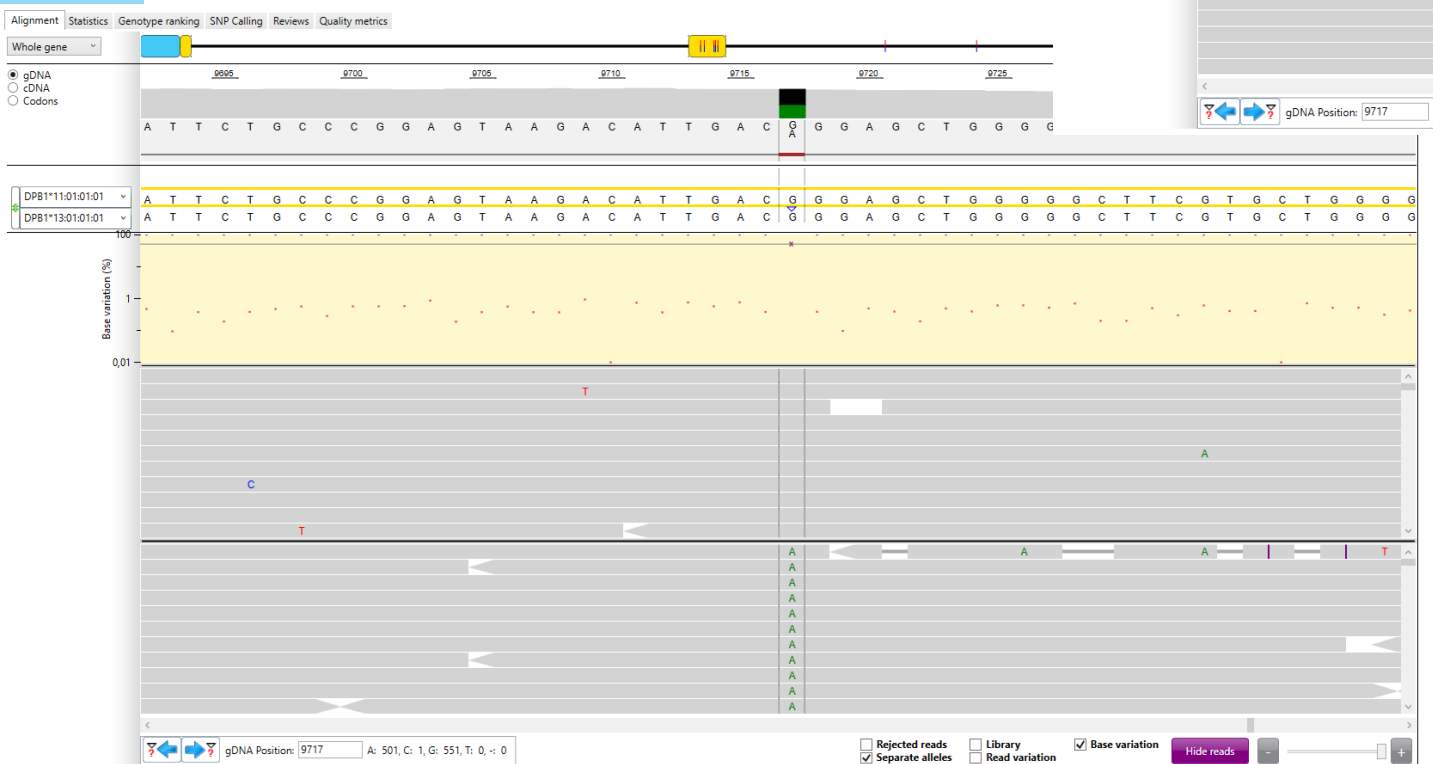 Alignment Statistics Genotype ranking SNP Calling Reviews Quality metrics
Whole gene
gDNA
cDNA
Codons
9695 9700 9705 9710 9715 9720 9725
gDNA Position: 9717
A T T C T G C C C G G A G T A A G A C A T T G A C G G G A G C T G G G G
A
DPB1*11:01:01:01 A T T C T G C C C G G A G T A A G A C A T T G A C G G G A G C T G G G G G C T T C G T G C T G G G G
DPB1*13:01:01:01 A T T C T G C C C G G A G T A A G A C A T T G A C G G G A G C T G G G G G C T T C G T G C T G G G G
100
1
0,01
Base variation (%)
T
A
C
T
A A A T
A
A
A
A
A
A
A
A
A
A
gDNA Position: 9717 A: 501, C: 1, G: 551, T: 0, -: 0
Rejected reads Library Base variation
Separate alleles Read variation
Hide reads - +